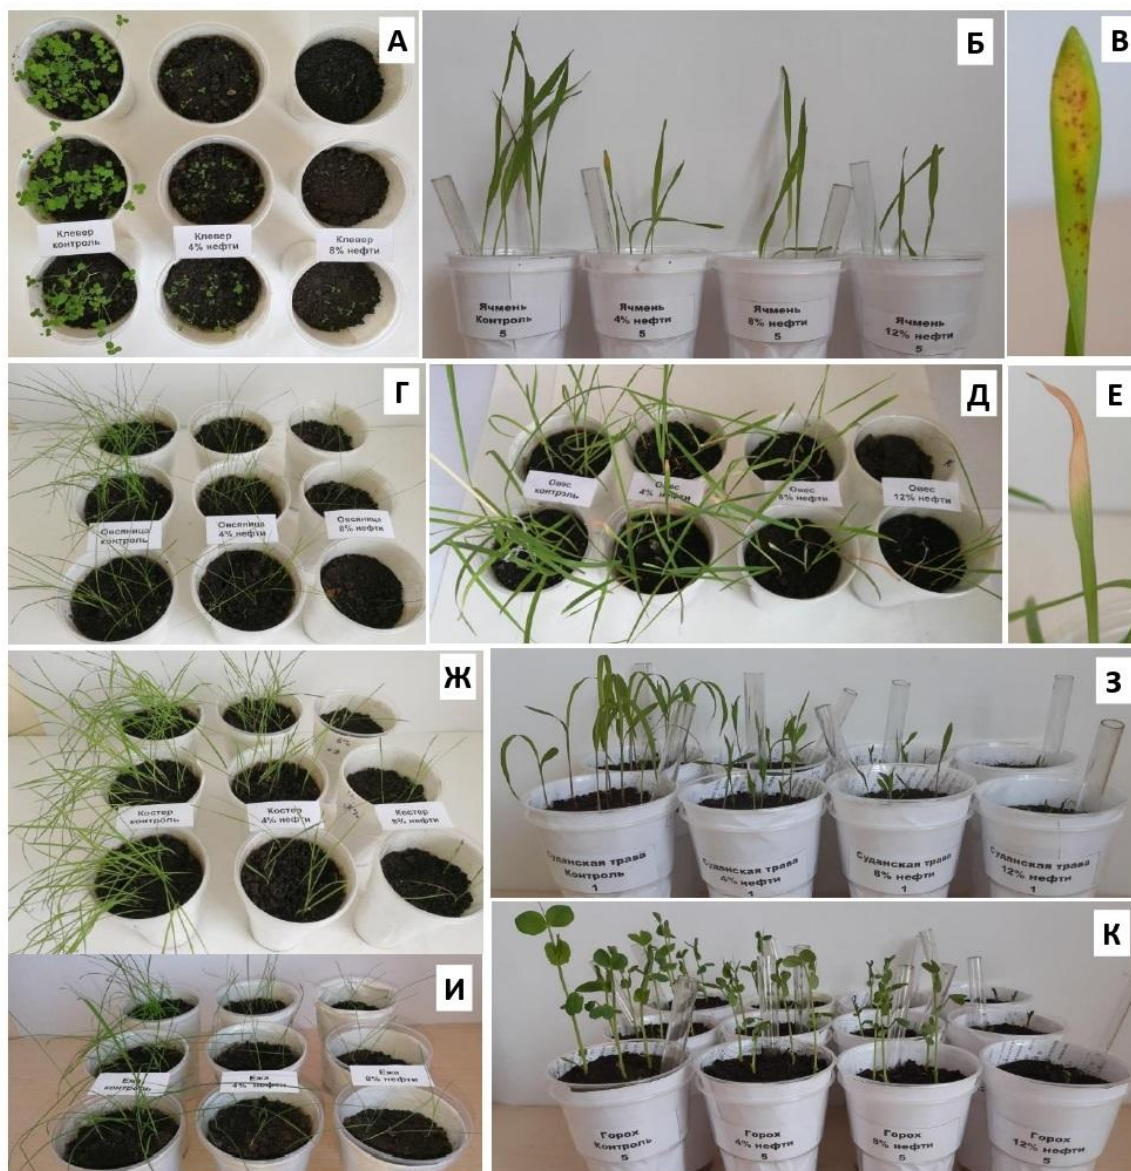 А
Клевер
контроль
Клевер
4% нефти
Клевер
8% нефти
Б
Ячмень
Контроль
5
Ячмень
4% нефти
5
Ячмень
8% нефти
5
Ячмень
12% нефти
5
В
Г
Овсяница
контроль
Овсяница
4% нефти
Овсяница
8% нефти
Д
Овес
контроль
Овес
4% нефти
Овес
8% нефти
Овес
12% нефти
Е
Ж
Костер
контроль
Костер
4% нефти
Костер
8% нефти
З
Суданская трава
Контроль
1
Суданская трава
4% нефти
1
Суданская трава
8% нефти
1
Суданская трава
12% нефти
1
И
Ежа
контроль
Ежа
4% нефти
Ежа
8% нефти
К
Горох
Контроль
5
Горох
4% нефти
5
Горох
8% нефти
5
Горох
12% нефти
5